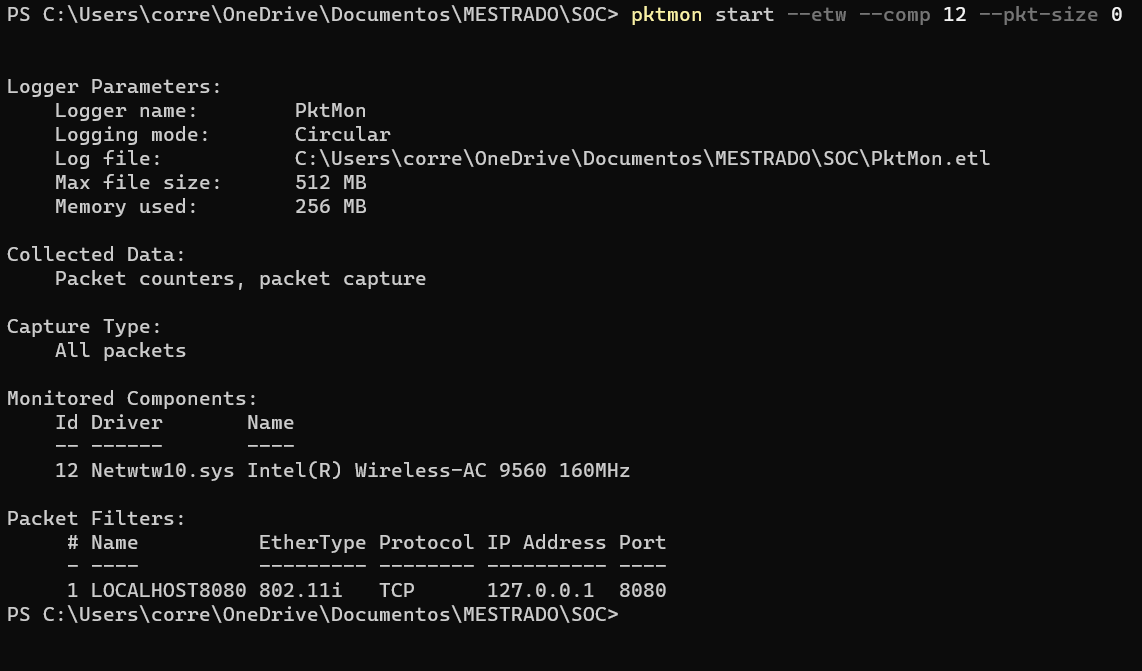 PS C:\Users\corre\OneDrive\Documentos\MESTRADO\SOC> pktmon start --etw --comp 12 --pkt-size 0
Logger Parameters:
Logger name: PktMon
Logging mode: Circular
Log file: C:\Users\corre\OneDrive\Documentos\MESTRADO\SOC\PktMon.etl
Max file size: 512 MB
Memory used: 256 MB
Collected Data:
Packet counters, packet capture
Capture Type:
All packets
Monitored Components:
Id Driver Name
-- ------ ----
12 Netwtw10.sys Intel(R) Wireless-AC 9560 160MHz
Packet Filters:
# Name EtherType Protocol IP Address Port
- ---- --------- -------- ---------- ----
1 LOCALHOST8080 802.11i TCP 127.0.0.1 8080
PS C:\Users\corre\OneDrive\Documentos\MESTRADO\SOC>